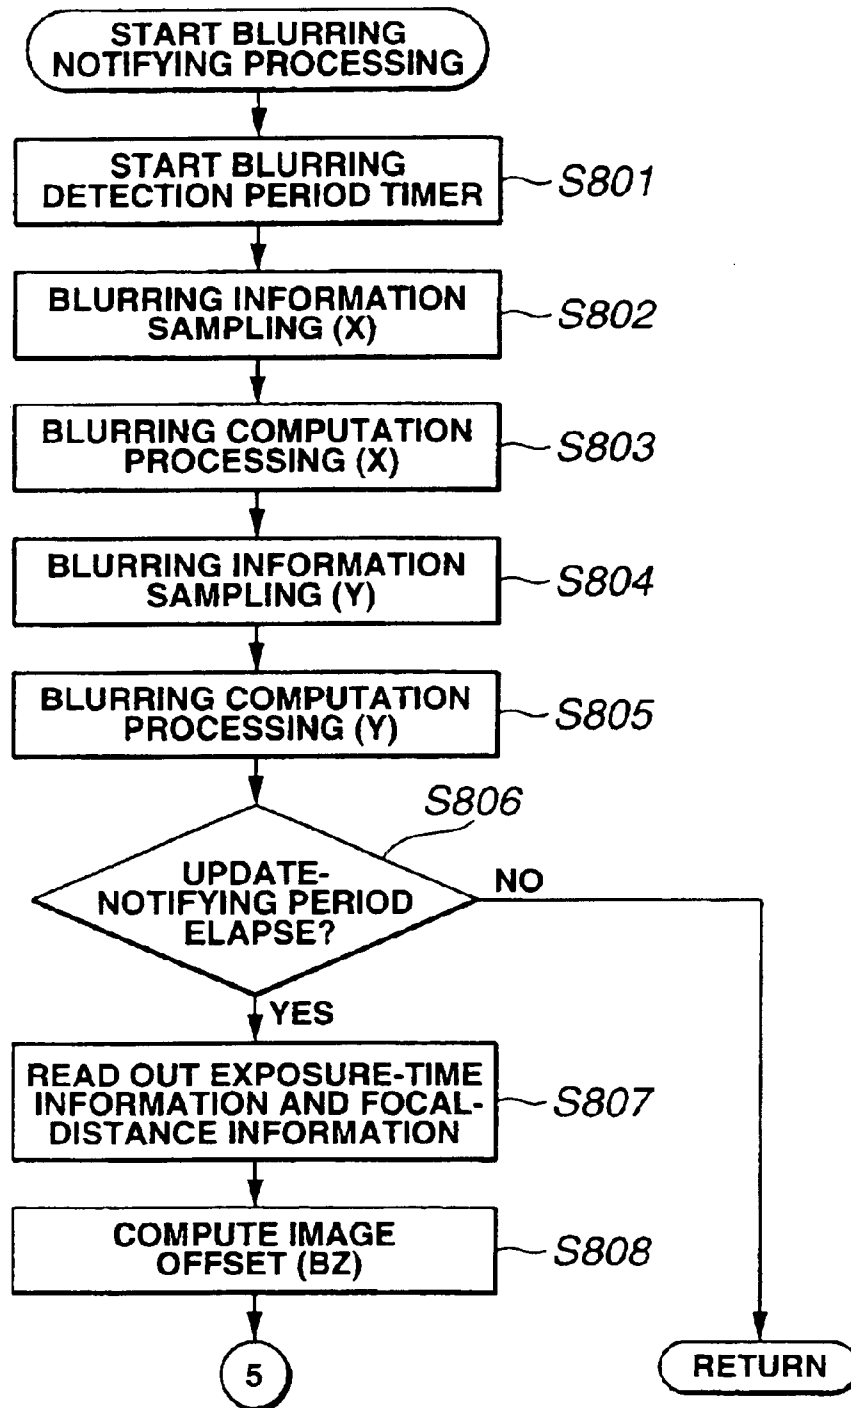 START BLURRING
NOTIFYING PROCESSING
START BLURRING
DETECTION PERIOD TIMER
S801
BLURRING INFORMATION
SAMPLING (X)
S802
BLURRING COMPUTATION
PROCESSING (X)
S803
BLURRING INFORMATION
SAMPLING (Y)
S804
BLURRING COMPUTATION
PROCESSING (Y)
S805
S806
UPDATE-
NOTIFYING PERIOD
ELAPSE?
NO
YES
READ OUT EXPOSURE-TIME
INFORMATION AND FOCAL-
DISTANCE INFORMATION
S807
COMPUTE IMAGE
OFFSET (BZ)
S808
5
RETURN